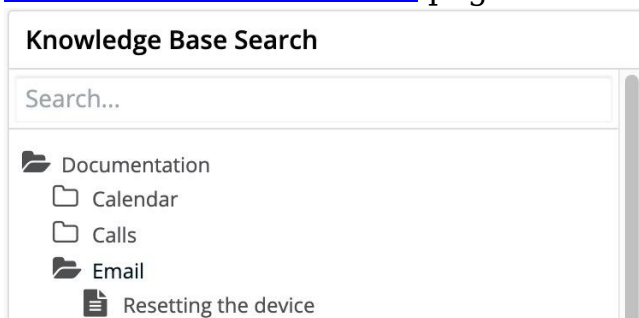 Knowledge Base Search
Search...
Documentation
Calendar
Calls
Email
Resetting the device